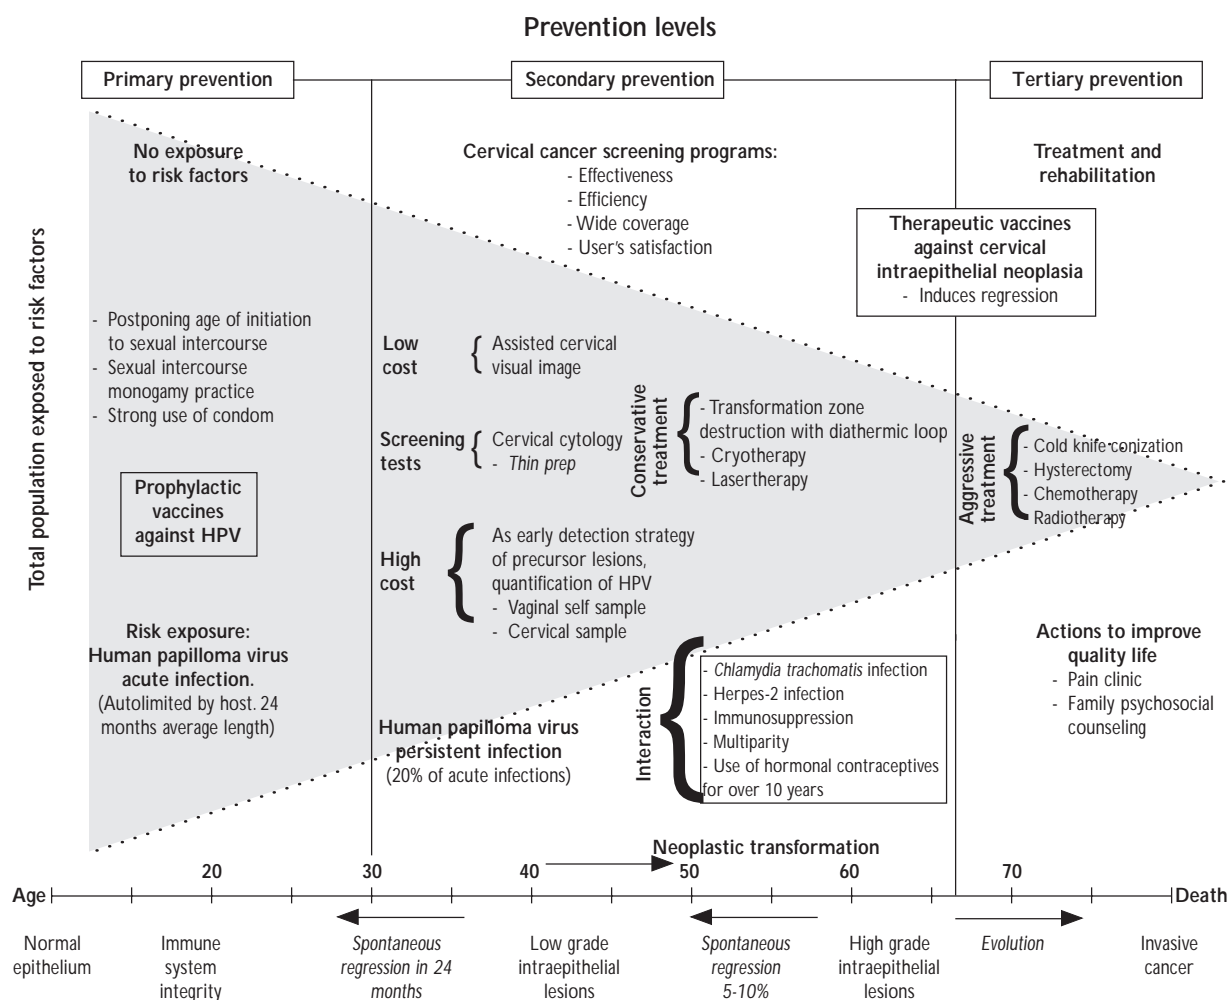 Prevention levels
Primary prevention
Secondary prevention
Tertiary prevention
Total population exposed to risk factors
No exposure
to risk factors
- Postponing age of initiation
to sexual intercourse
- Sexual intercourse
monogamy practice
- Strong use of condom
Prophylactic
vaccines
against HPV
Risk exposure:
Human papilloma virus
acute infection.
(Autolimited by host. 24
months average length)
Cervical cancer screening programs:
- Effectiveness
- Efficiency
- Wide coverage
- User's satisfaction
Low
cost
Assisted cervical
visual image
Screening
tests
Cervical cytology
- Thin prep
High
cost
As early detection strategy
of precursor lesions,
quantification of HPV
- Vaginal self sample
- Cervical sample
Conservative
treatment
- Transformation zone
destruction with diathermic loop
- Cryotherapy
- Lasertherapy
Human papilloma virus
persistent infection
(20% of acute infections)
Interaction
- Chlamydia trachomatis infection
- Herpes-2 infection
- Immunosuppression
- Multiparity
- Use of hormonal contraceptives
for over 10 years
Treatment and
rehabilitation
Therapeutic vaccines
against cervical
intraepithelial neoplasia
- Induces regression
Aggressive
treatment
- Cold knife conization
- Hysterectomy
- Chemotherapy
- Radiotherapy
Actions to improve
quality life
- Pain clinic
- Family psychosocial
counseling
Neoplastic transformation
20 30 40 50 60 70
Age
Death
Normal
epithelium
Immune
system
integrity
Spontaneous
regression in 24
months
Low grade
intraepithelial
lesions
Spontaneous
regression
5-10%
High grade
intraepithelial
lesions
Evolution
Invasive
cancer